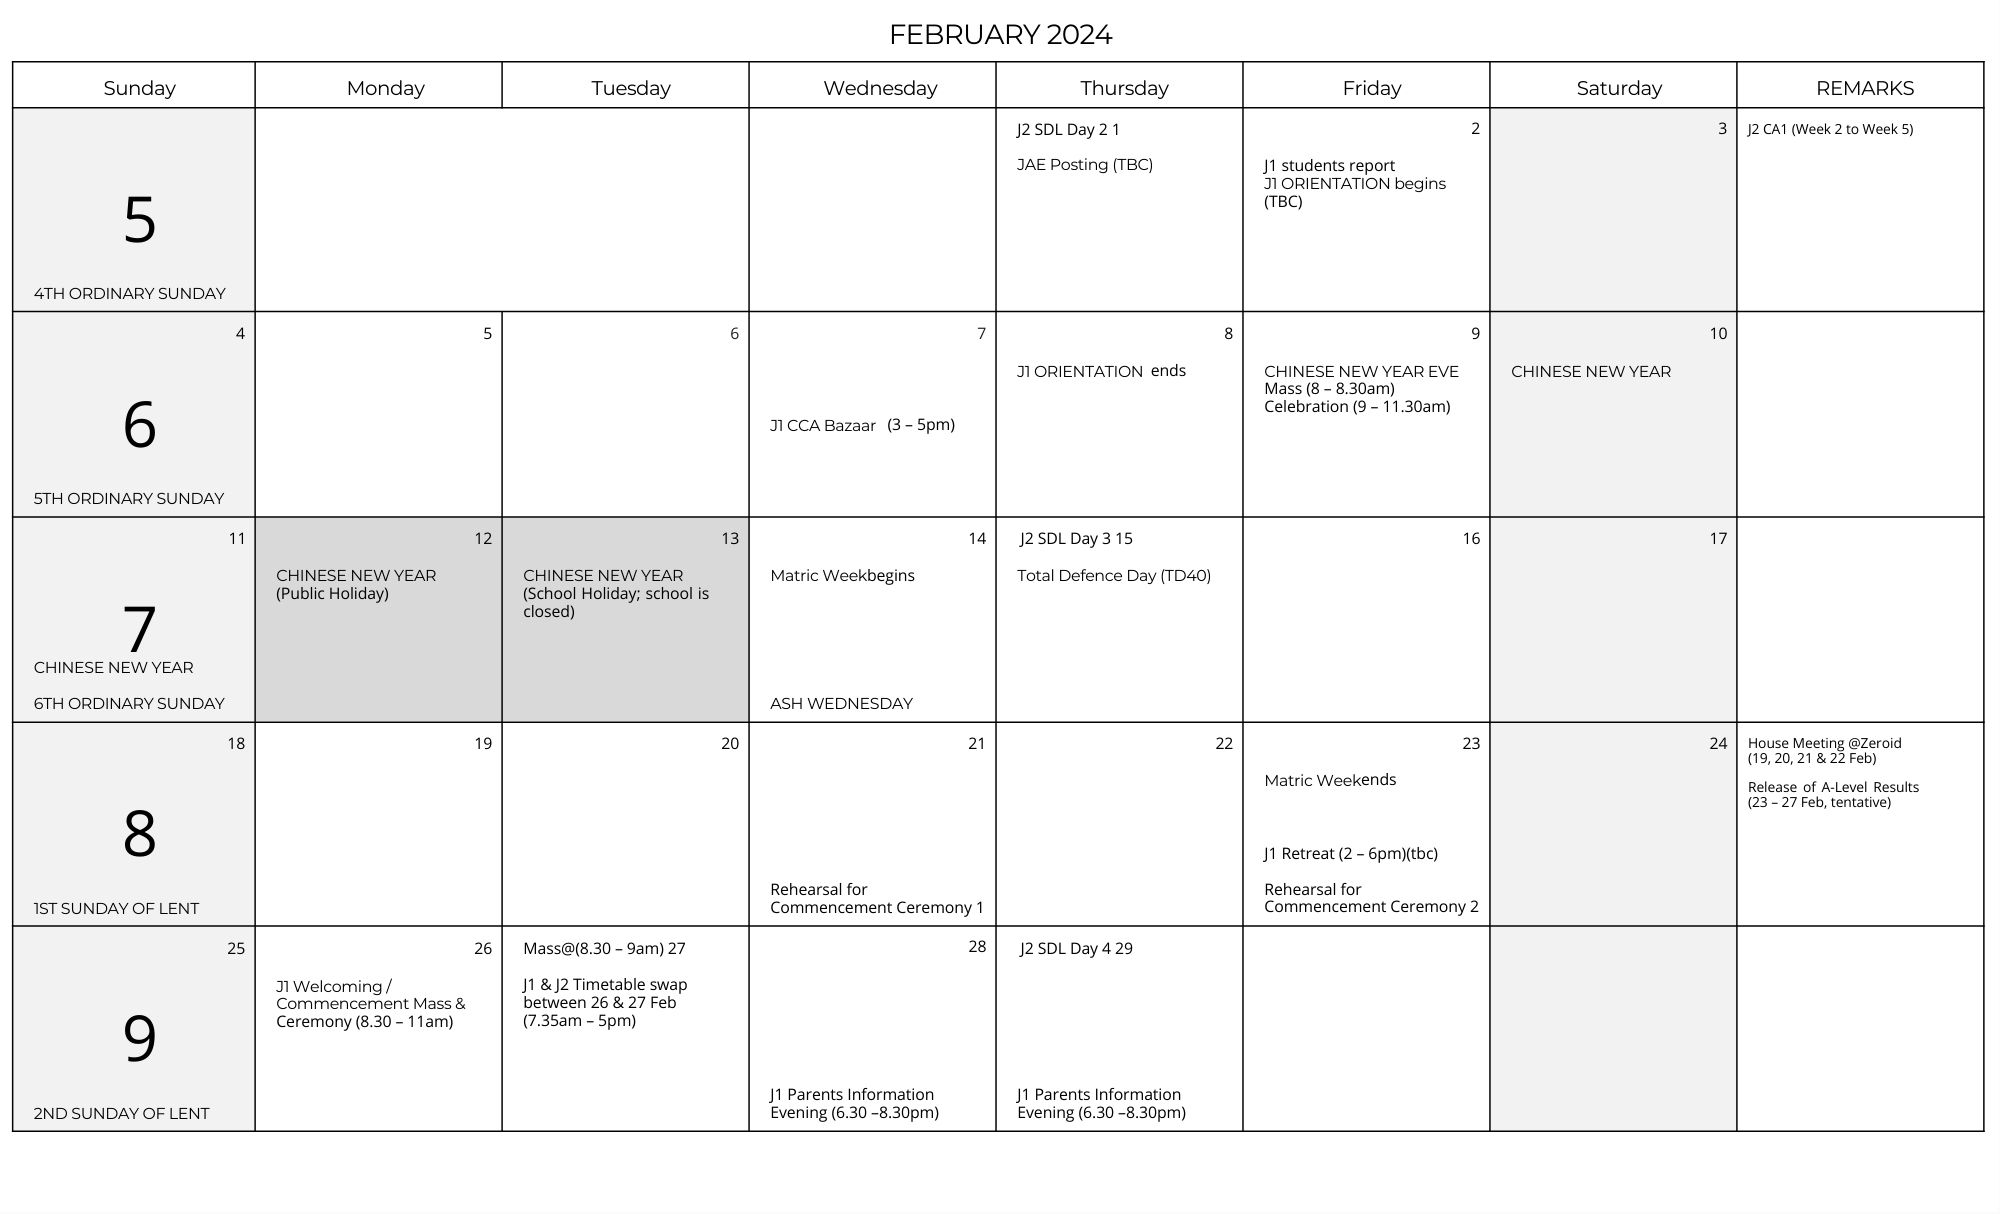 FEBRUARY 2024
Sunday Monday Tuesday Wednesday Thursday Friday Saturday REMARKS
5
4TH ORDINARY SUNDAY
J2 SDL Day 2 1
JAE Posting (TBC)
2
J1 students report
J1 ORIENTATION begins
(TBC)
3
J2 CA1 (Week 2 to Week 5)
4
6
5TH ORDINARY SUNDAY
5
6
7
J1 CCA Bazaar (3 – 5pm)
8
J1 ORIENTATION ends
9
CHINESE NEW YEAR EVE
Mass (8 – 8.30am)
Celebration (9 – 11.30am)
10
CHINESE NEW YEAR
11
7
CHINESE NEW YEAR
6TH ORDINARY SUNDAY
12
CHINESE NEW YEAR
(Public Holiday)
13
CHINESE NEW YEAR
(School Holiday; school is
closed)
14
Matric Weekbegins
ASH WEDNESDAY
J2 SDL Day 3 15
Total Defence Day (TD40)
16
17
18
8
1ST SUNDAY OF LENT
19
20
21
Rehearsal for
Commencement Ceremony 1
22
23
Matric Weekends
J1 Retreat (2 – 6pm)(tbc)
Rehearsal for
Commencement Ceremony 2
24
House Meeting @Zeroid
(19, 20, 21 & 22 Feb)
Release of A-Level Results
(23 – 27 Feb, tentative)
25
9
2ND SUNDAY OF LENT
26
J1 Welcoming /
Commencement Mass &
Ceremony (8.30 – 11am)
Mass@(8.30 – 9am) 27
J1 & J2 Timetable swap
between 26 & 27 Feb
(7.35am – 5pm)
28
J1 Parents Information
Evening (6.30 –8.30pm)
J2 SDL Day 4 29
J1 Parents Information
Evening (6.30 –8.30pm)